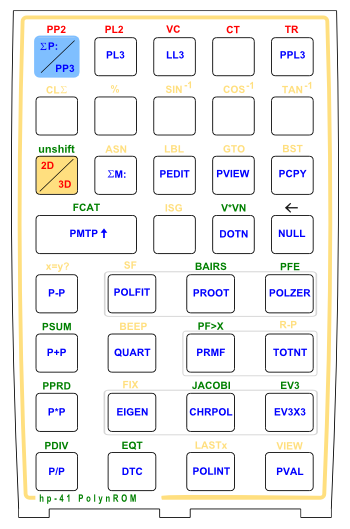 PP2 PL2 VC CT TR
ΣP: PP3 PL3 LL3 PPL3
CLΣ % SIN⁻¹ COS⁻¹ TAN⁻¹
unshift ASN LBL GTO BST
2D 3D ΣM: PEDIT PVIEW PCPY
FCAT ISG V*VN ←
PMTP↑ DOTN NULL
x=y? SF BAIRS PFE
P-P POLFIT PROOT POLZER
PSUM BEEP PF>X R-P
P+P QUART PRMF TOTNT
PPRD FIX JACOBI EV3
P*P EIGEN CHRPOL EV3X3
PDIV EQT LASTx VIEW
P/P DTC POLINT PVAL
hp-41 PolynROM